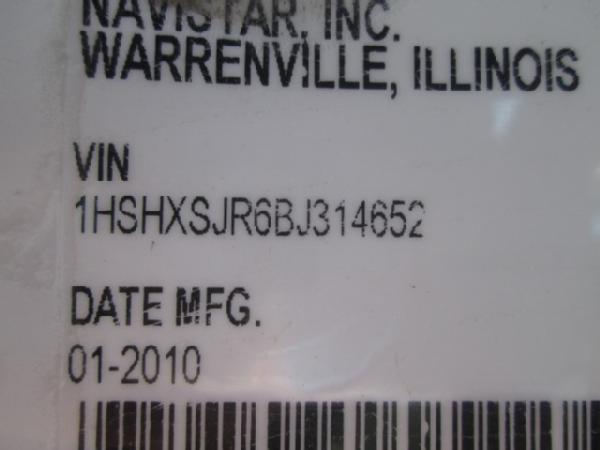 NAVISTAR, INC.
WARRENVILLE, ILLINOIS
VIN
1HSHXSJR6BJ314652
DATE MFG.
01-2010